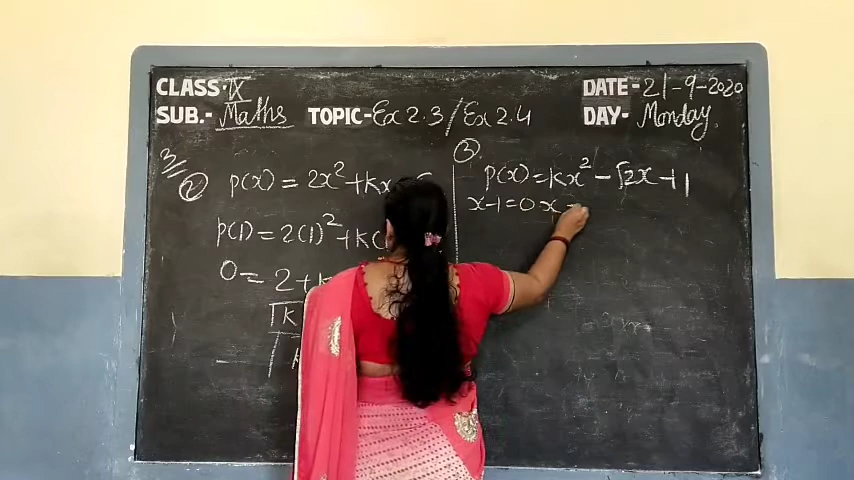 CLASS- IX
SUB.- Maths TOPIC- Ex 2.3/Ex 2.4
DATE - 21-9-2020
DAY- Monday
3
② p(x) = 2x² + kx
p(1) = 2(1)² + k(
0 = 2 +
√k
③
p(x) = kx² - √2x + 1
x-1=0 x =